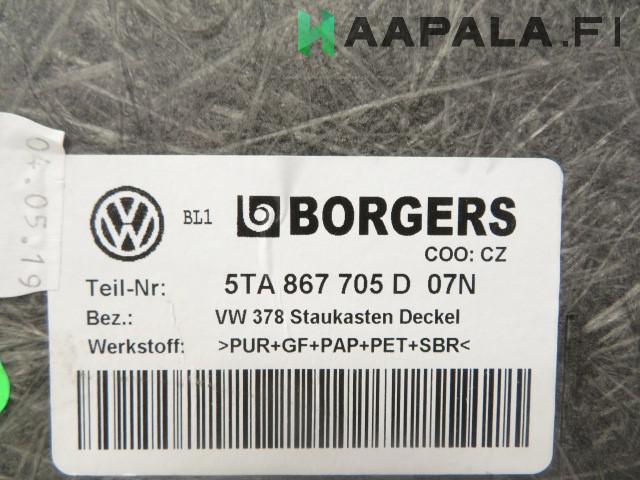 HAAPALA.FI
04.05.19
VW
BL1 BORGERS
COO: CZ
Teil-Nr: 5TA 867 705 D 07N
Bez.: VW 378 Staukasten Deckel
Werkstoff: >PUR+GF+PAP+PET+SBR<